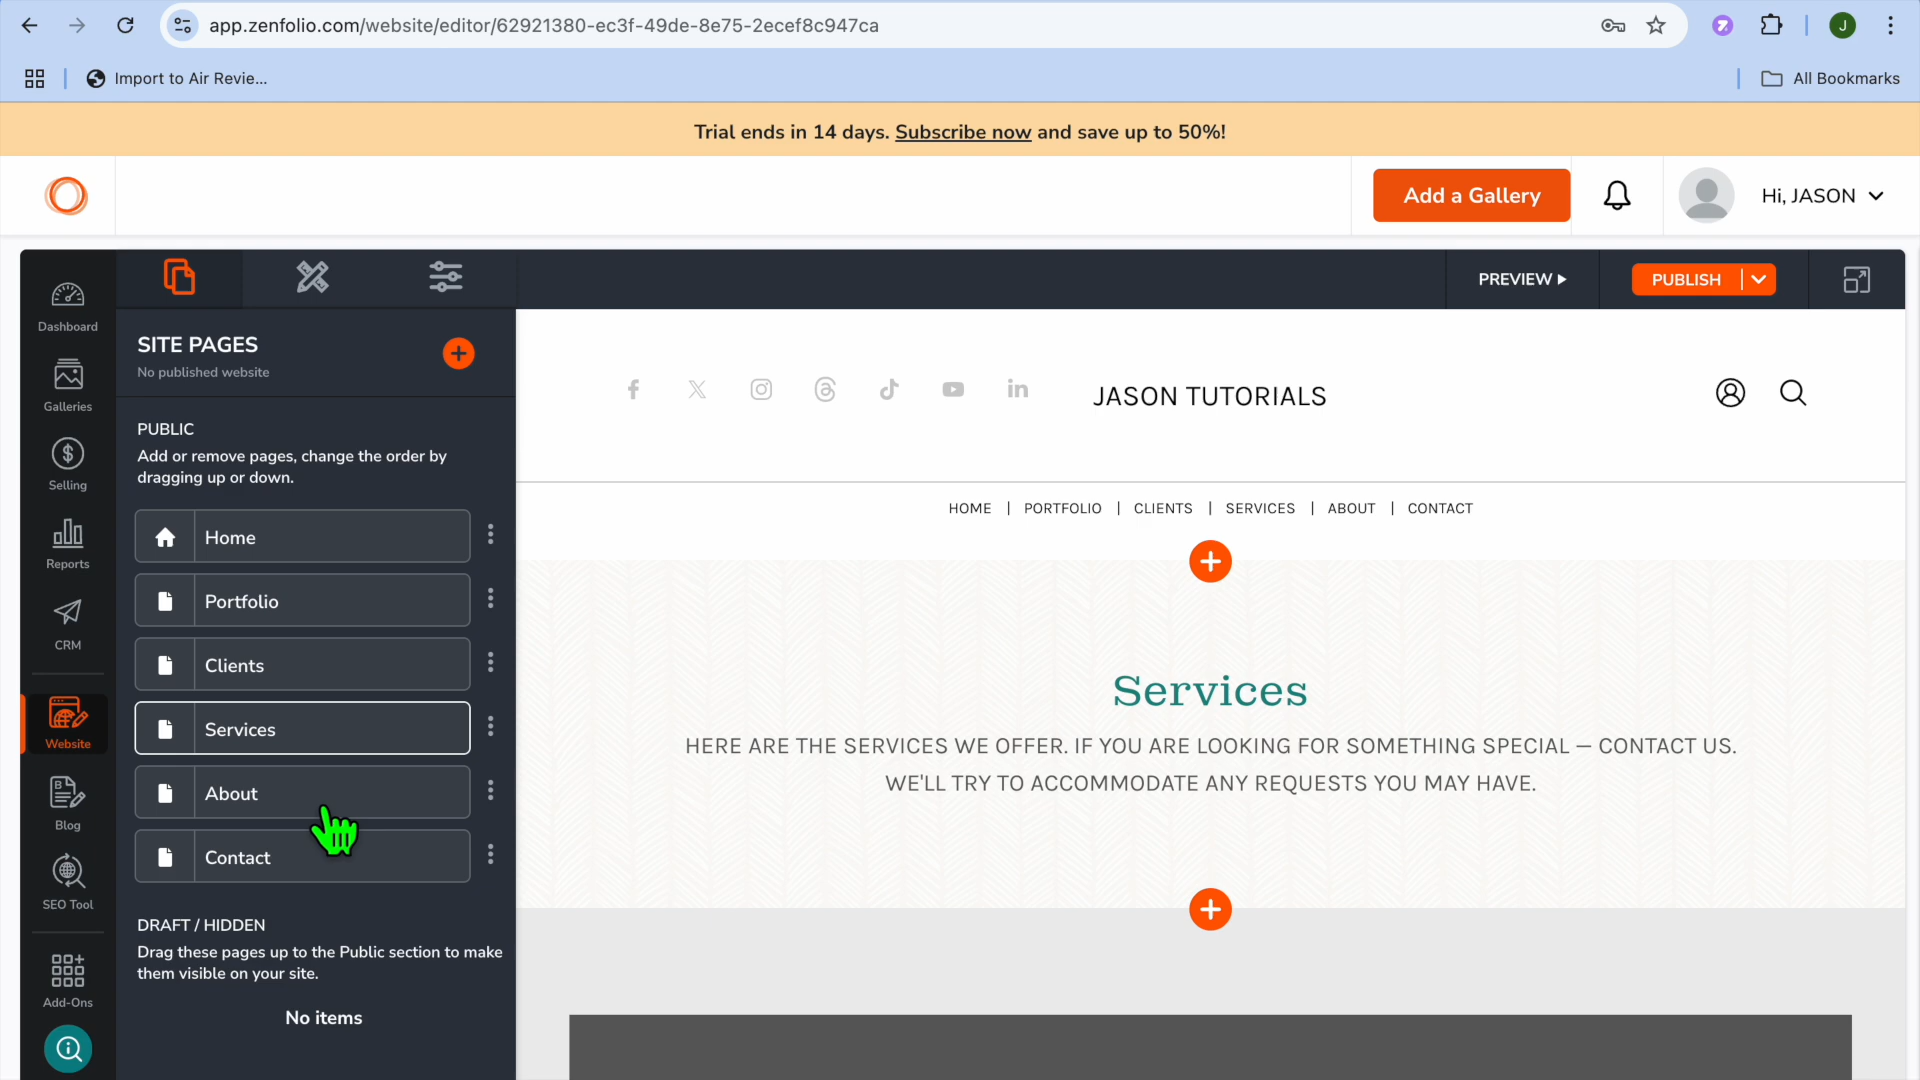 app.zenfolio.com/website/editor/62921380-ec3f-49de-8e75-2ecef8c947ca
J
Import to Air Revie...
All Bookmarks
Trial ends in 14 days. Subscribe now and save up to 50%!
Add a Gallery
Hi, JASON
Dashboard
Galleries
Selling
Reports
CRM
Website
Blog
SEO Tool
Add-Ons
PREVIEW
PUBLISH
SITE PAGES
No published website
PUBLIC
Add or remove pages, change the order by
dragging up or down.
Home
Portfolio
Clients
Services
About
Contact
DRAFT / HIDDEN
Drag these pages up to the Public section to make
them visible on your site.
No items
JASON TUTORIALS
HOME | PORTFOLIO | CLIENTS | SERVICES | ABOUT | CONTACT
Services
HERE ARE THE SERVICES WE OFFER. IF YOU ARE LOOKING FOR SOMETHING SPECIAL — CONTACT US.
WE'LL TRY TO ACCOMMODATE ANY REQUESTS YOU MAY HAVE.